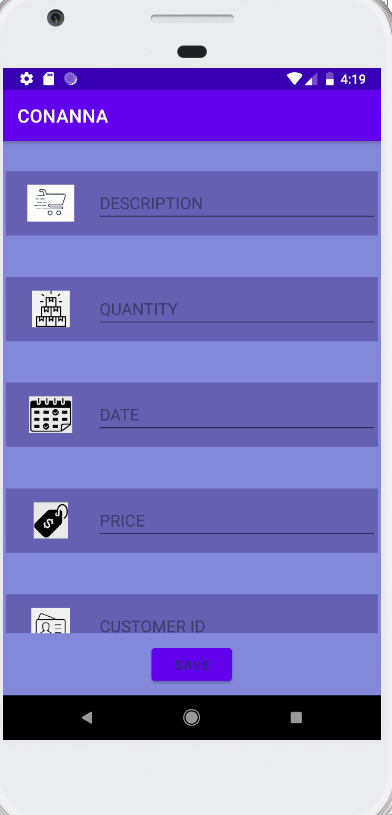 4:19
CONANNA
DESCRIPTION
QUANTITY
DATE
PRICE
CUSTOMER ID
SAVE